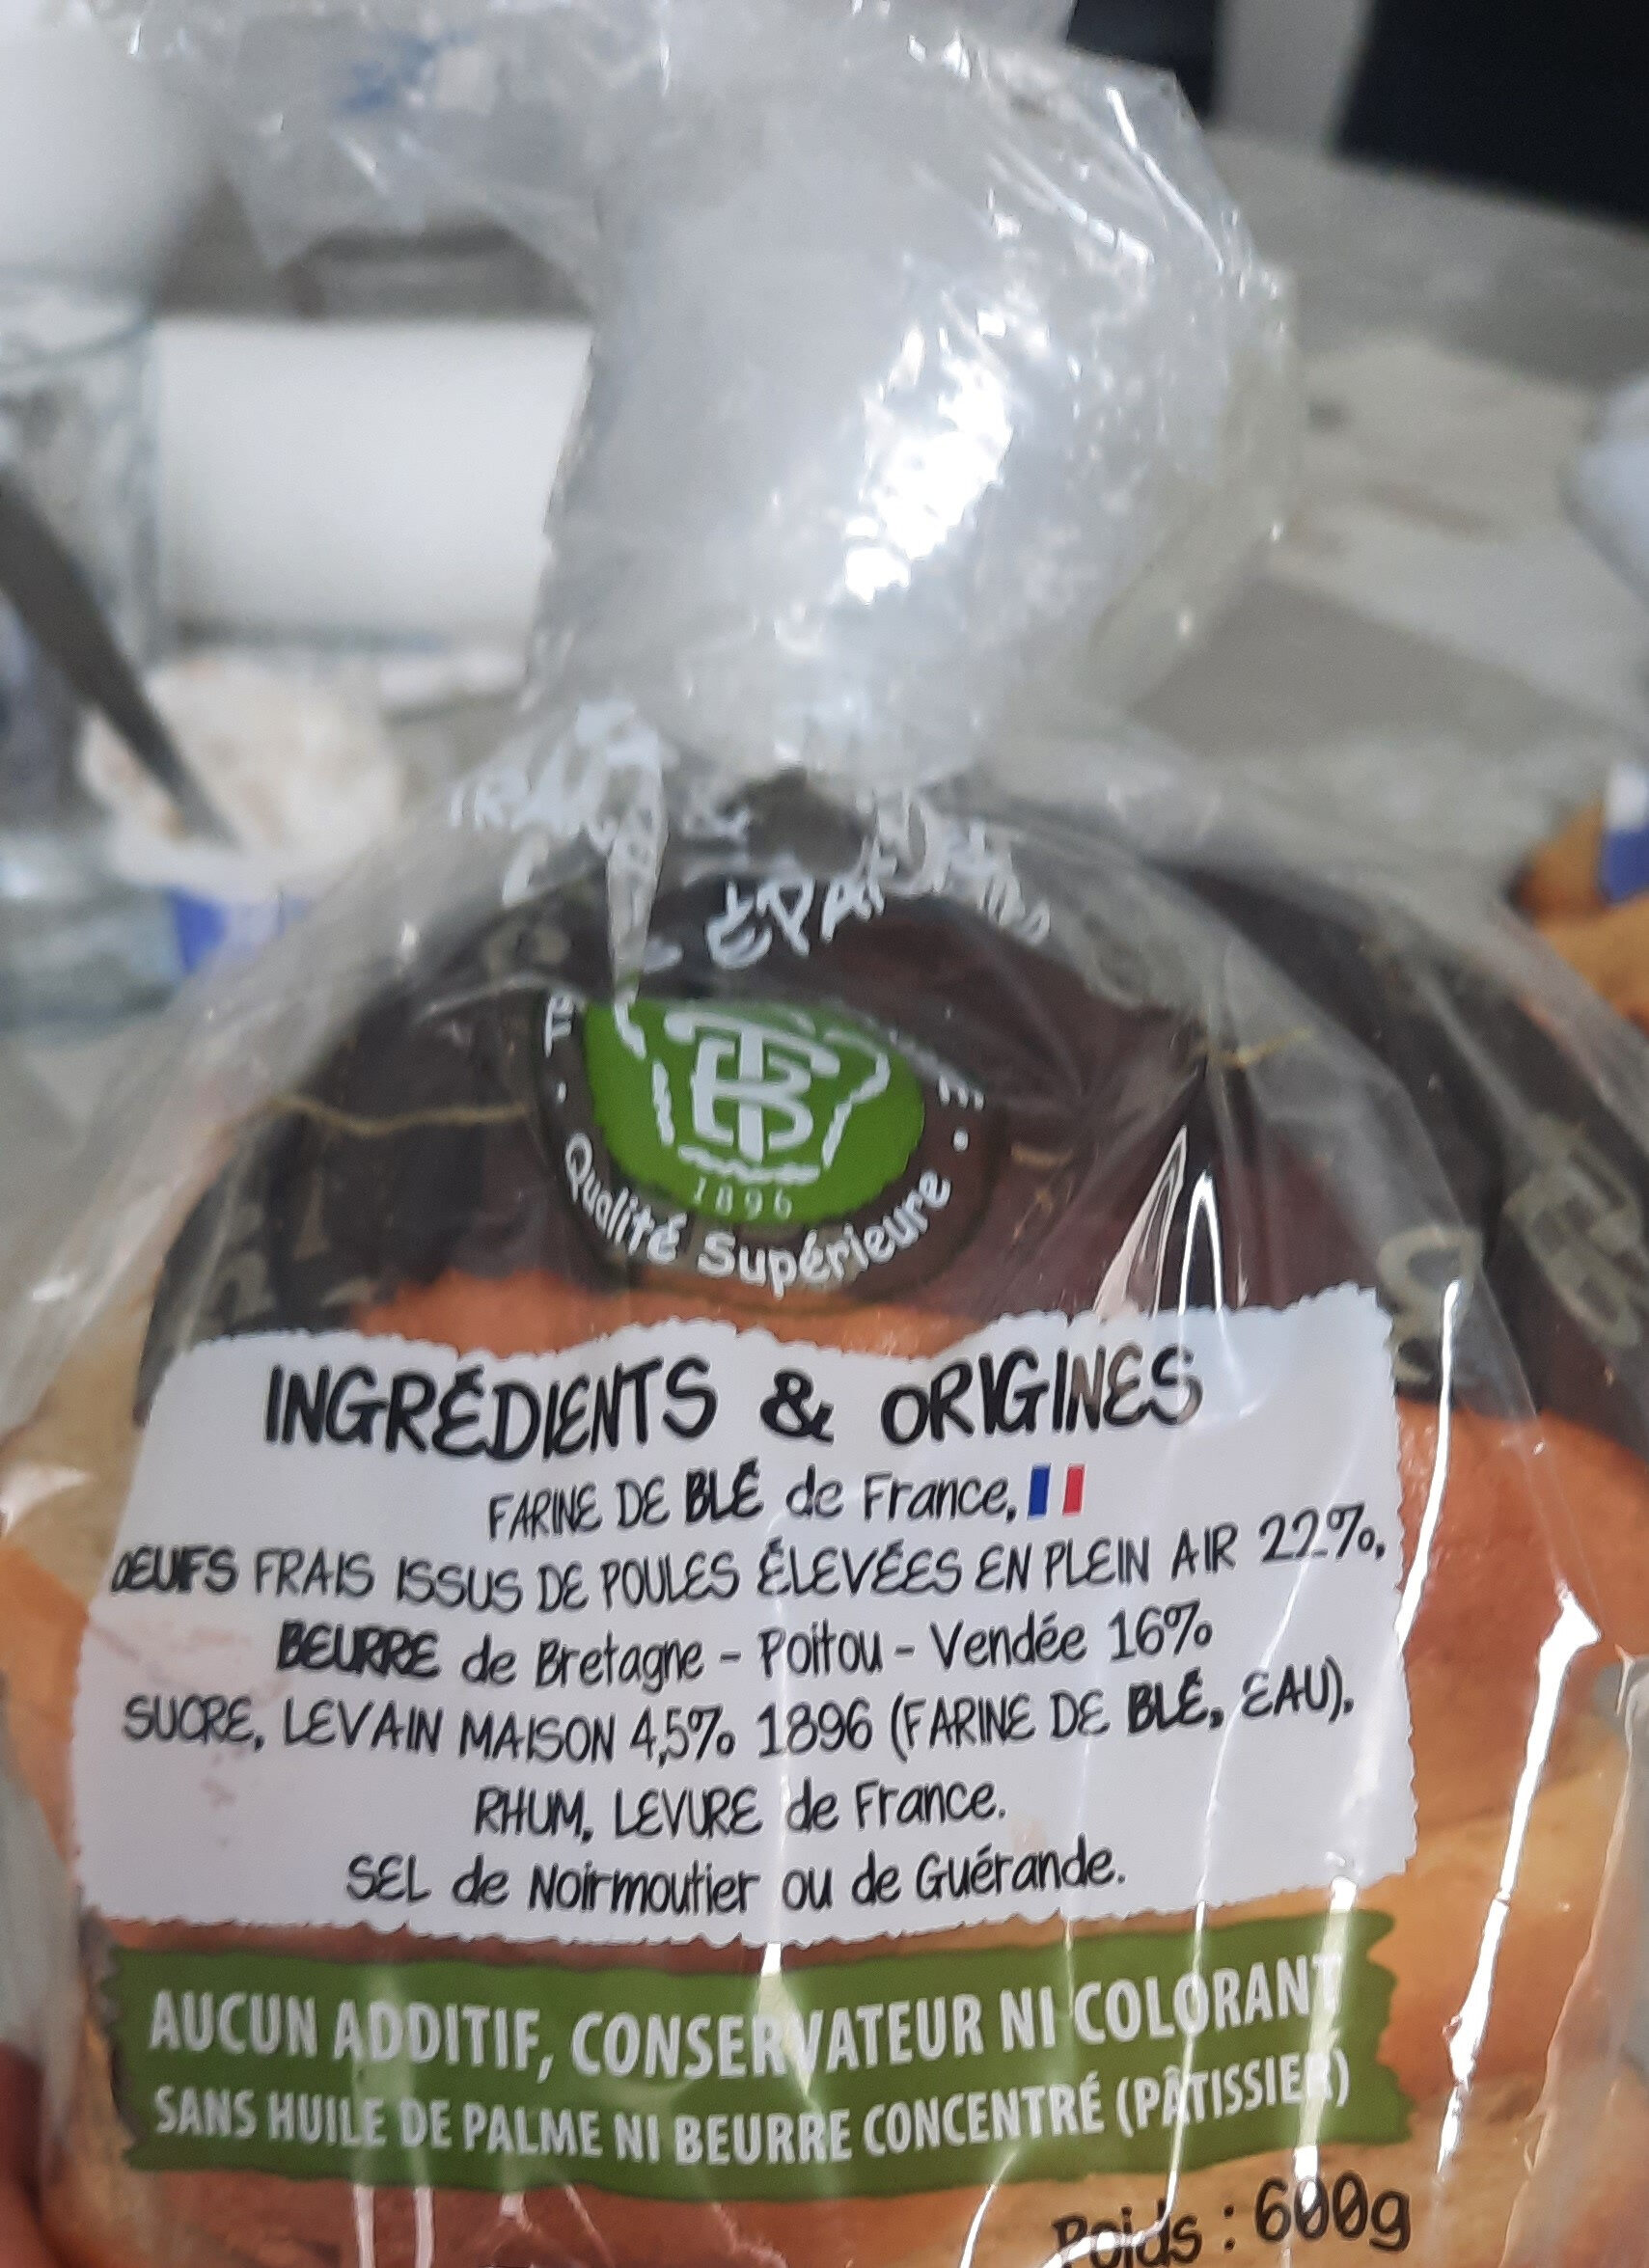 TB
1896
Qualité Supérieure
INGRÉDIENTS & ORIGINES
FARINE DE BLÉ de France,
ŒUFS FRAIS ISSUS DE POULES ÉLEVÉES EN PLEIN AIR 22%,
BEURRE de Bretagne - Poitou - Vendée 16%
SUCRE, LEVAIN MAISON 4,5% 1896 (FARINE DE BLÉ, EAU),
RHUM, LEVURE de France.
SEL de Noirmoutier ou de Guérande.
AUCUN ADDITIF, CONSERVATEUR NI COLORANT
SANS HUILE DE PALME NI BEURRE CONCENTRÉ (PÂTISSIER)
Poids : 600g